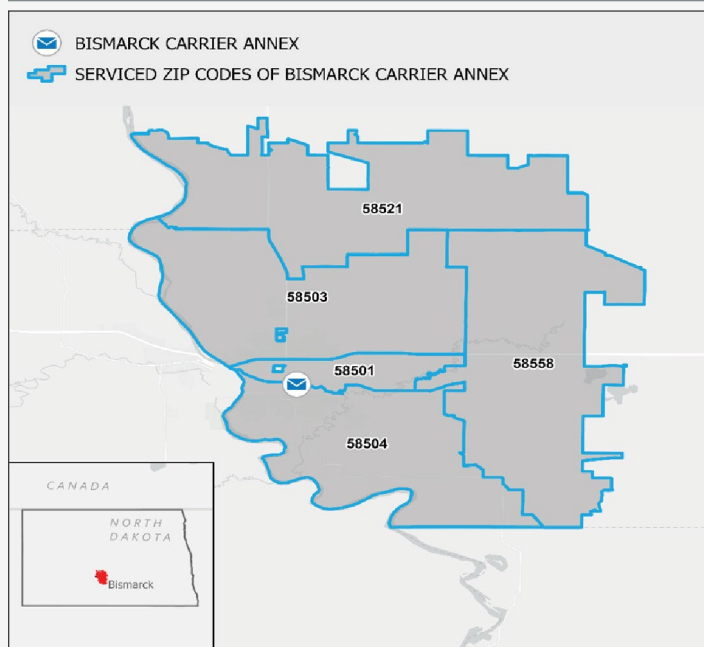 BISMARCK CARRIER ANNEX
SERVICED ZIP CODES OF BISMARCK CARRIER ANNEX
58521
58503
58501
58558
58504
CANADA
NORTH
DAKOTA
Bismarck